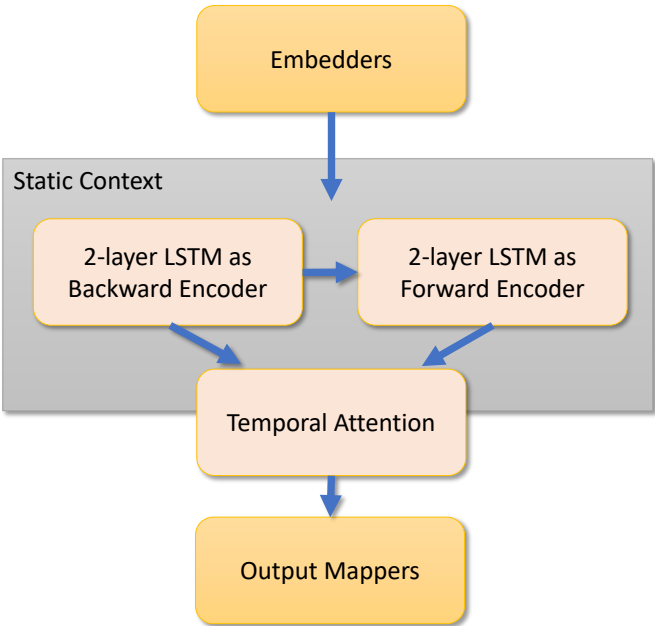 Embedders
Static Context
2-layer LSTM as
Backward Encoder
2-layer LSTM as
Forward Encoder
Temporal Attention
Output Mappers